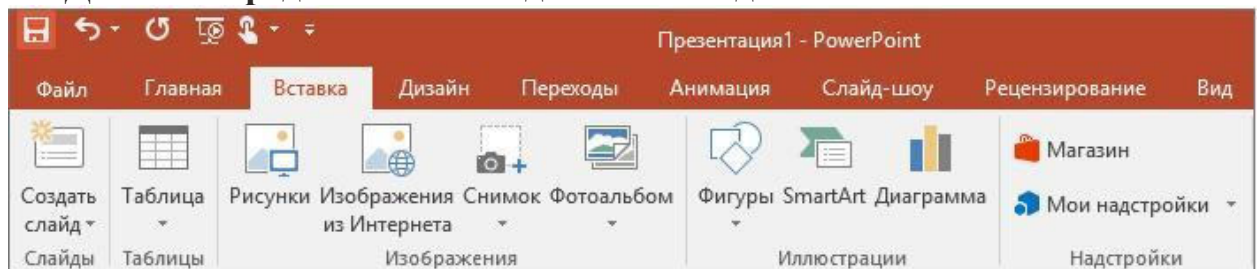 Презентация1 - PowerPoint
Файл Главная Вставка Дизайн Переходы Анимация Слайд-шоу Рецензирование Вид
Создать слайд
Таблица
Рисунки
Изображения из Интернета
Снимок
Фотоальбом
Фигуры
SmartArt
Диаграмма
Магазин
Мои надстройки
Слайды Таблицы Изображения Иллюстрации Надстройки